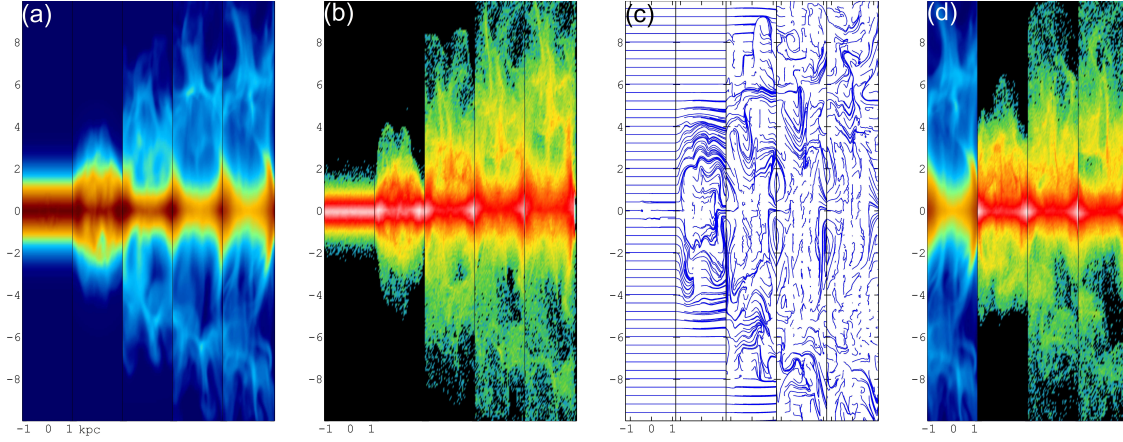 (a) (b) (c) (d)
8 8 8 8
6 6 6 6
4 4 4 4
2 2 2 2
0 0 0 0
−2 −2 −2 −2
−4 −4 −4 −4
−6 −6 −6 −6
−8 −8 −8 −8
−1 0 1 kpc −1 0 1 −1 0 1 −1 0 1